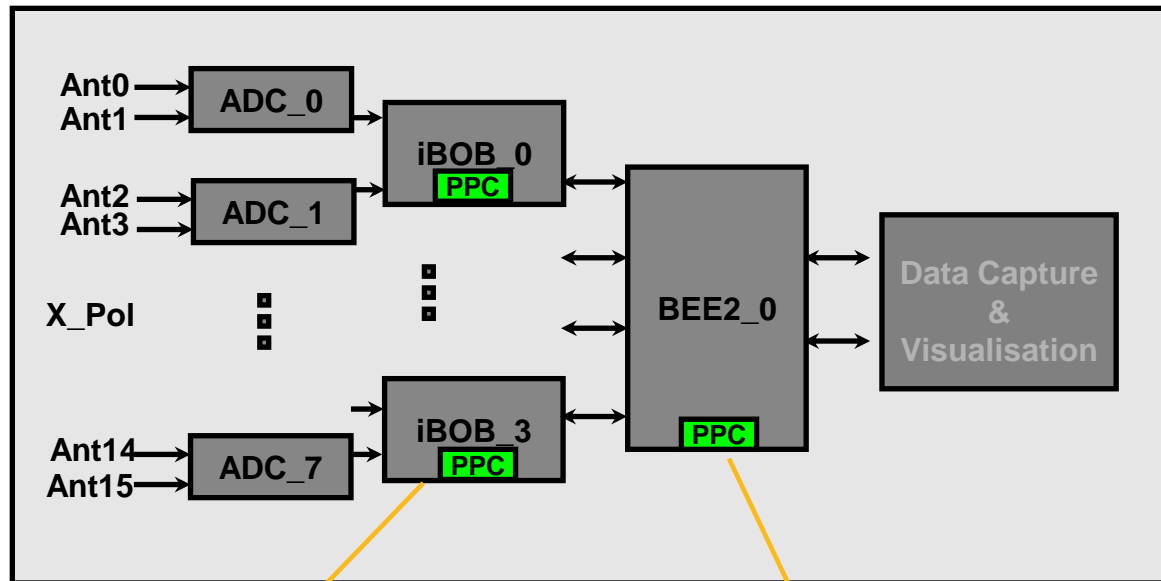 Ant0
Ant1
ADC_0
iBOB_0
PPC
Ant2
Ant3
ADC_1
X_Pol
BEE2_0
PPC
Data Capture
&
Visualisation
iBOB_3
PPC
Ant14
Ant15
ADC_7